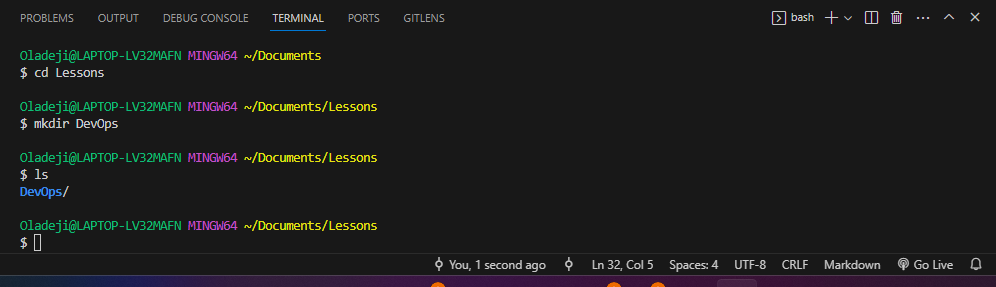 PROBLEMS OUTPUT DEBUG CONSOLE TERMINAL PORTS GITLENS bash
Oladeji@LAPTOP-LV32MAFN MINGW64 ~/Documents
$ cd Lessons
Oladeji@LAPTOP-LV32MAFN MINGW64 ~/Documents/Lessons
$ mkdir DevOps
Oladeji@LAPTOP-LV32MAFN MINGW64 ~/Documents/Lessons
$ ls
DevOps/
Oladeji@LAPTOP-LV32MAFN MINGW64 ~/Documents/Lessons
$
You, 1 second ago Ln 32, Col 5 Spaces: 4 UTF-8 CRLF Markdown Go Live